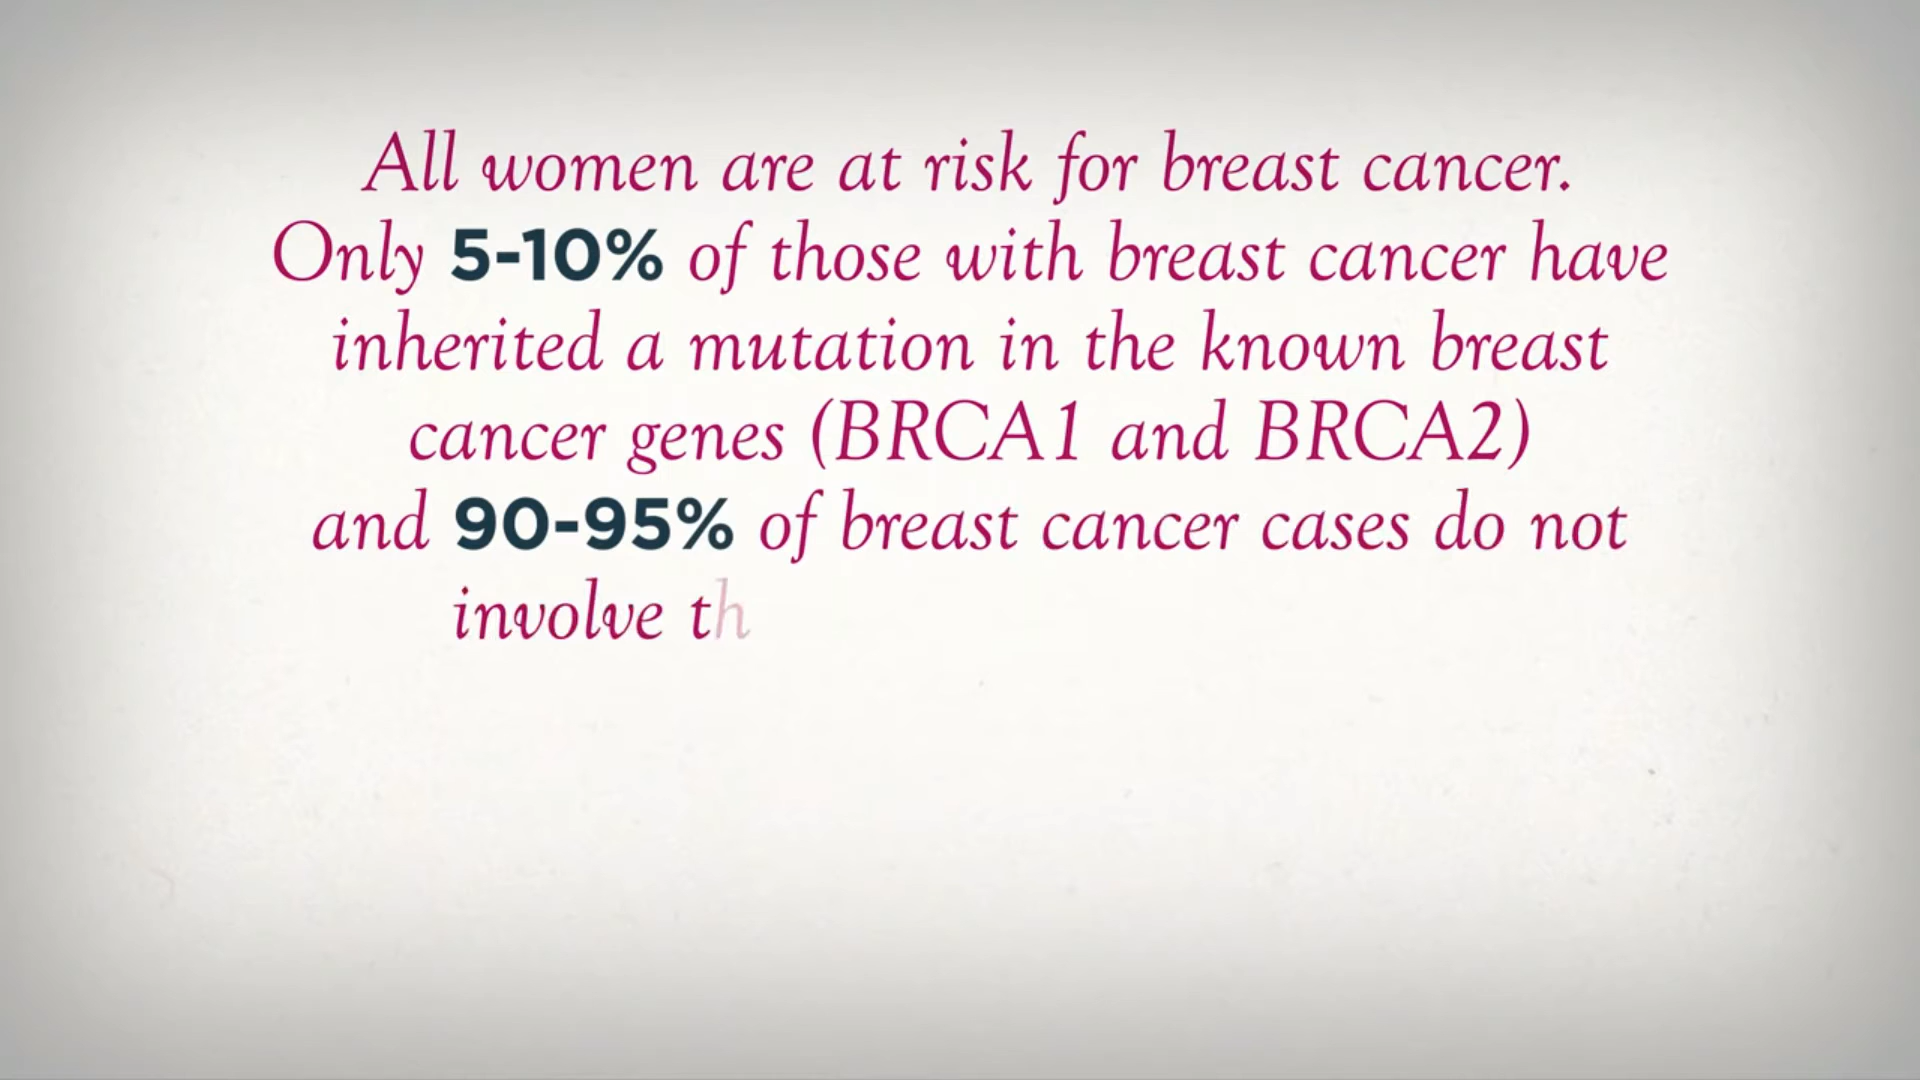 All women are at risk for breast cancer.
Only 5-10% of those with breast cancer have
inherited a mutation in the known breast
cancer genes (BRCA1 and BRCA2)
and 90-95% of breast cancer cases do not
involve th